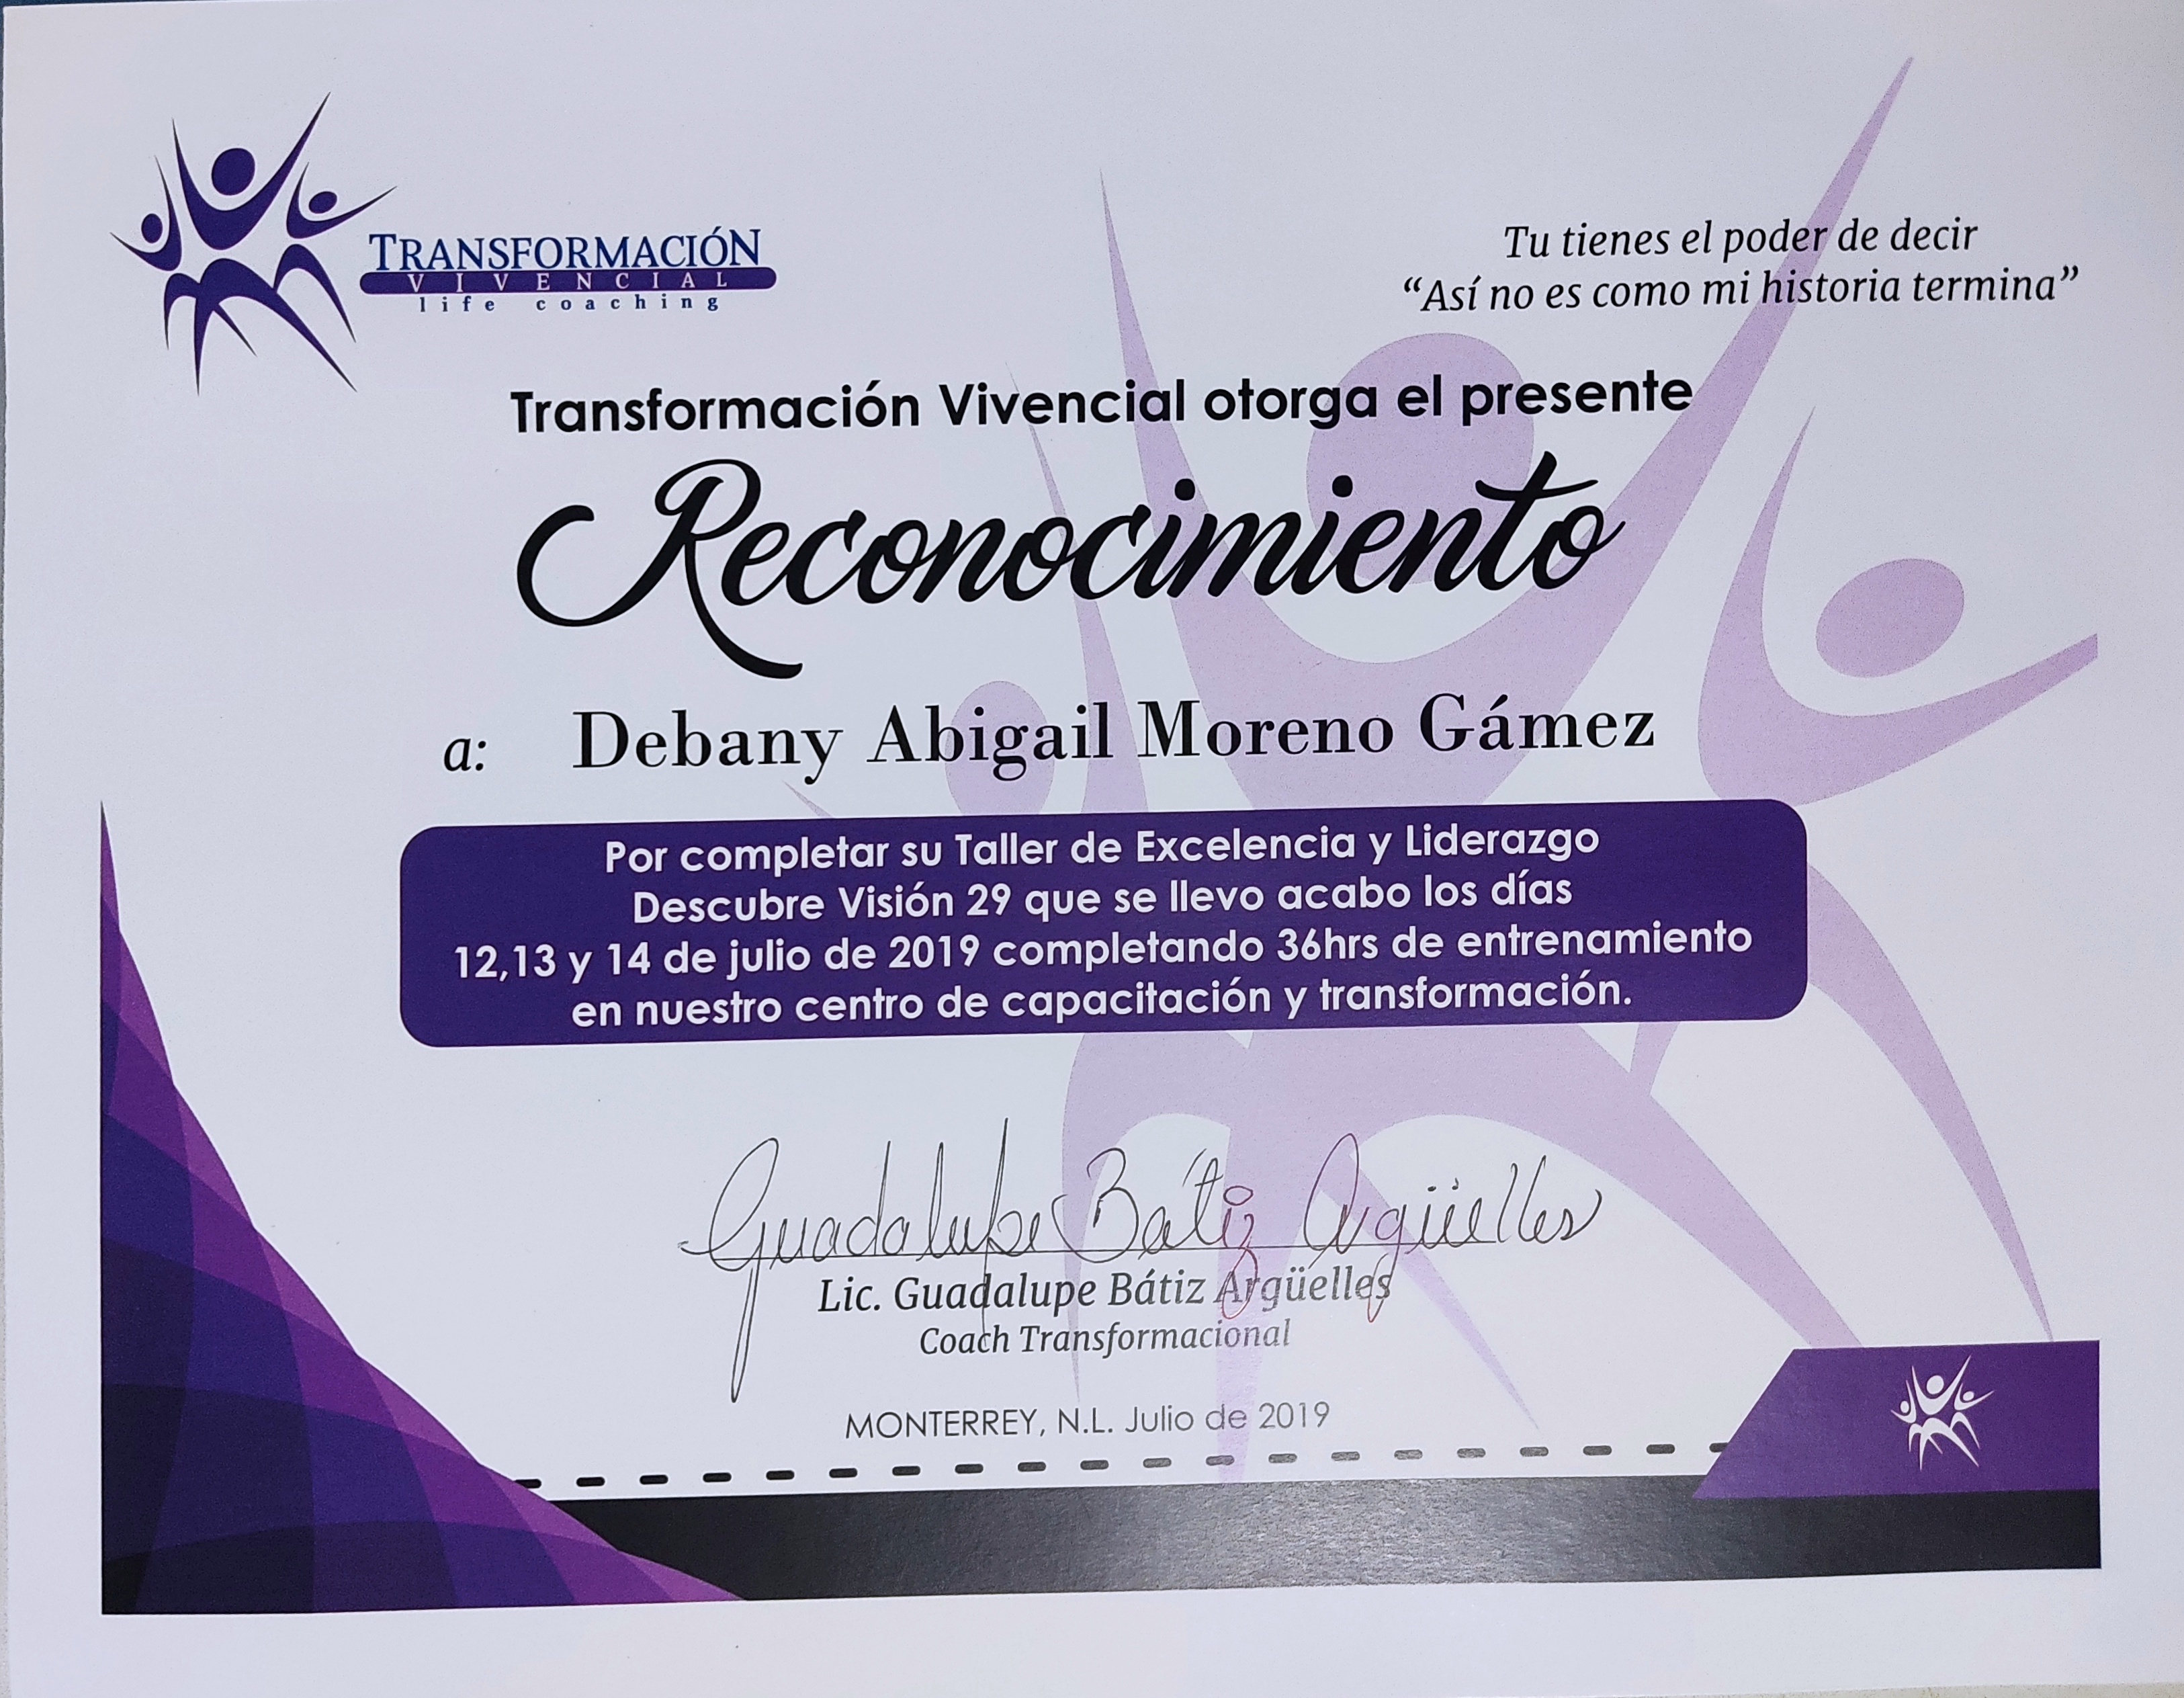 TRANSFORMACIÓN
VIVENCIAL
life coaching
Tu tienes el poder de decir
“Así no es como mi historia termina”
Transformación Vivencial otorga el presente
Reconocimiento
a: Debany Abigail Moreno Gámez
Por completar su Taller de Excelencia y Liderazgo
Descubre Visión 29 que se llevo acabo los días
12,13 y 14 de julio de 2019 completando 36hrs de entrenamiento
en nuestro centro de capacitación y transformación.
Guadalupe Bátiz Argüelles
Lic. Guadalupe Bátiz Argüelles
Coach Transformacional
MONTERREY, N.L. Julio de 2019